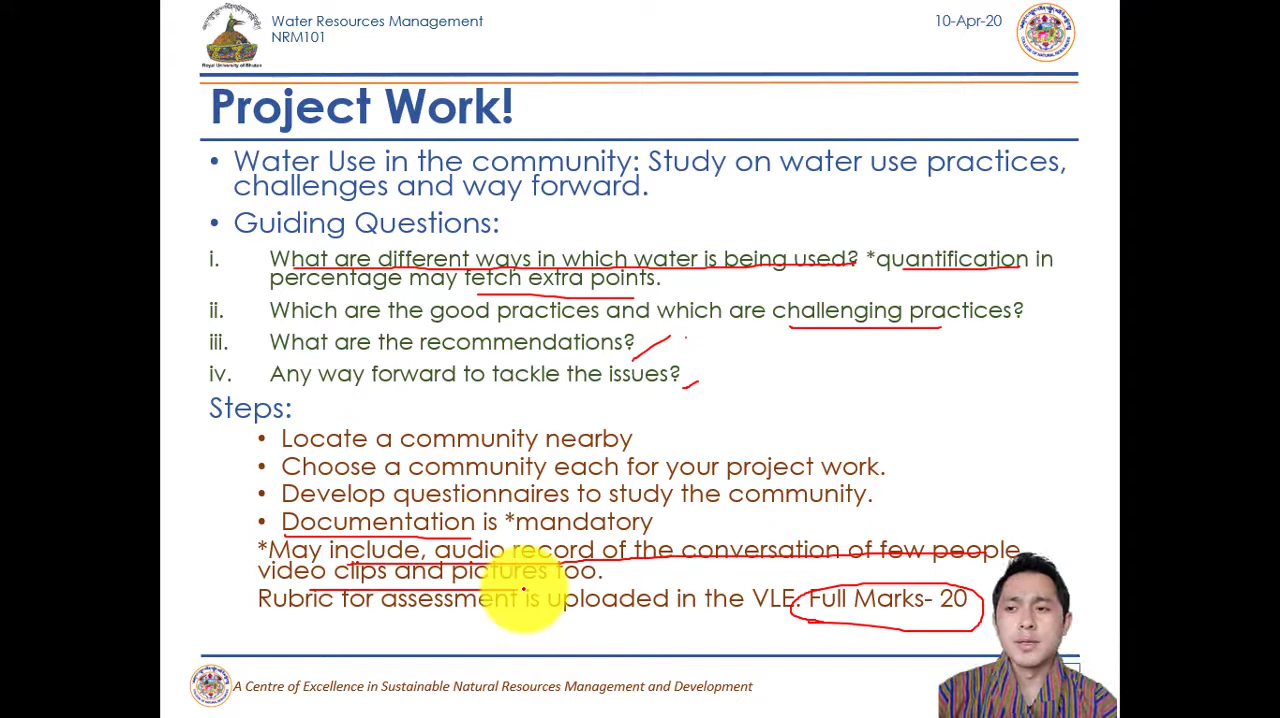 Water Resources Management
NRM101
10-Apr-20
Royal University of Bhutan
Project Work!
• Water Use in the community: Study on water use practices,
challenges and way forward.
• Guiding Questions:
i. What are different ways in which water is being used? *quantification in
percentage may fetch extra points.
ii. Which are the good practices and which are challenging practices?
iii. What are the recommendations?
iv. Any way forward to tackle the issues?
Steps:
• Locate a community nearby
• Choose a community each for your project work.
• Develop questionnaires to study the community.
• Documentation is *mandatory
*May include, audio record of the conversation of few people,
video clips and pictures too.
Rubric for assessment is uploaded in the VLE. Full Marks- 20
A Centre of Excellence in Sustainable Natural Resources Management and Development